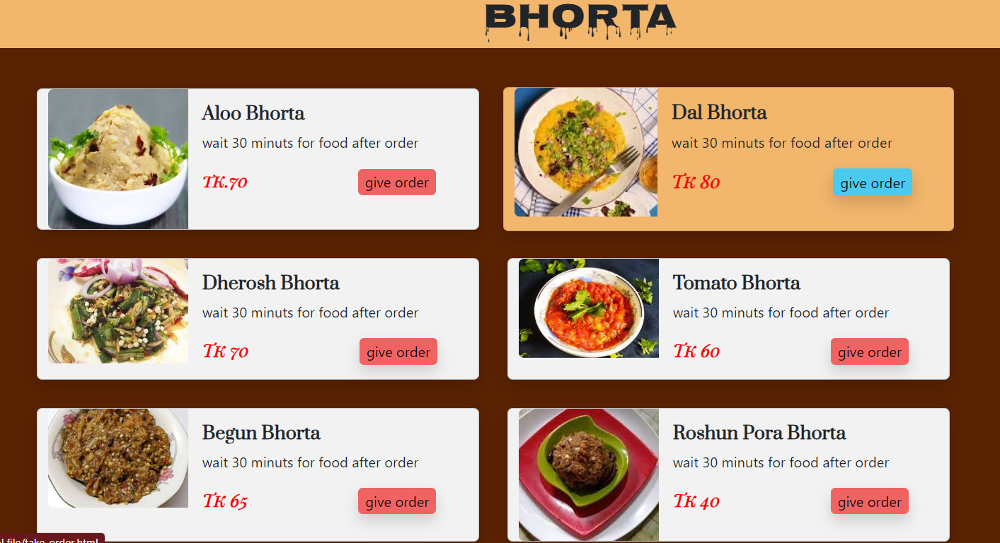 BHORTA
Aloo Bhorta
wait 30 minuts for food after order
TK.70
give order
Dal Bhorta
wait 30 minuts for food after order
TK 80
give order
Dherosh Bhorta
wait 30 minuts for food after order
TK 70
give order
Tomato Bhorta
wait 30 minuts for food after order
TK 60
give order
Begun Bhorta
wait 30 minuts for food after order
TK 65
give order
Roshun Pora Bhorta
wait 30 minuts for food after order
TK 40
give order
l file/take_order.html